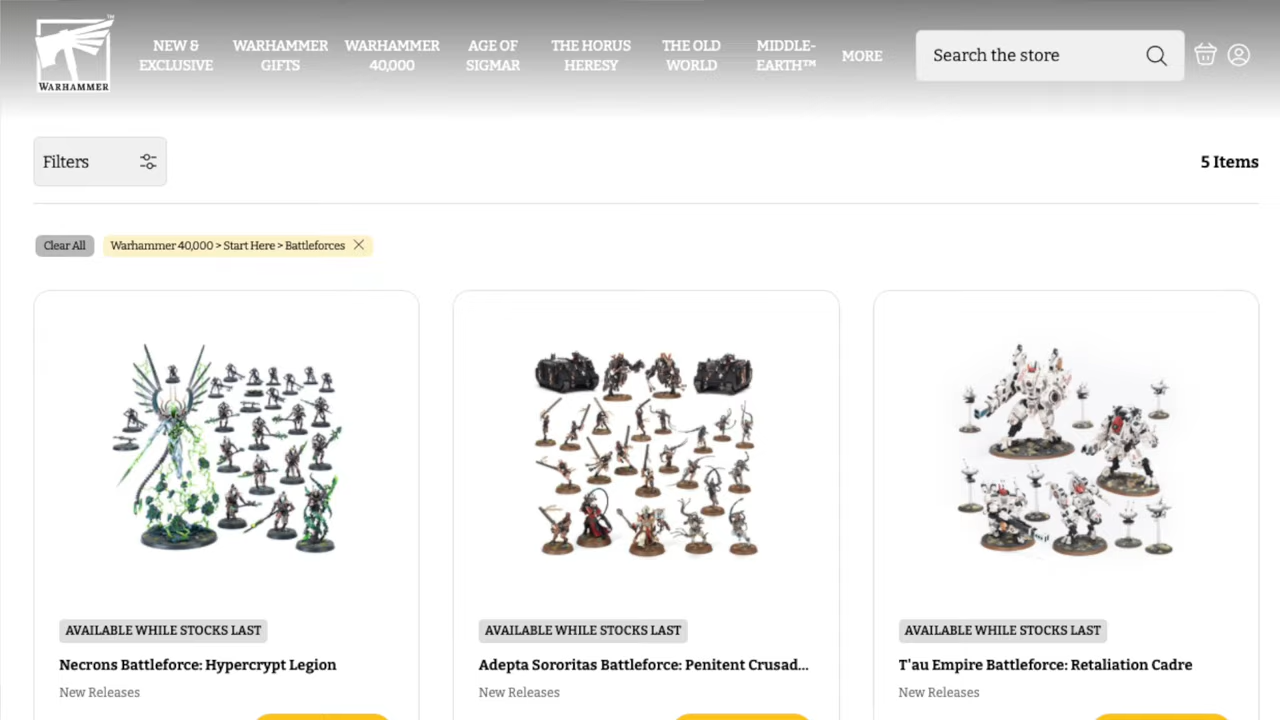 ™
WARHAMMER
NEW &
EXCLUSIVE
WARHAMMER
GIFTS
WARHAMMER
40,000
AGE OF
SIGMAR
THE HORUS
HERESY
THE OLD
WORLD
MIDDLE-
EARTH™
MORE
Search the store
Filters
5 Items
Clear All
Warhammer 40,000 > Start Here > Battleforces
AVAILABLE WHILE STOCKS LAST
Necrons Battleforce: Hypercrypt Legion
New Releases
AVAILABLE WHILE STOCKS LAST
Adepta Sororitas Battleforce: Penitent Crusad...
New Releases
AVAILABLE WHILE STOCKS LAST
T'au Empire Battleforce: Retaliation Cadre
New Releases